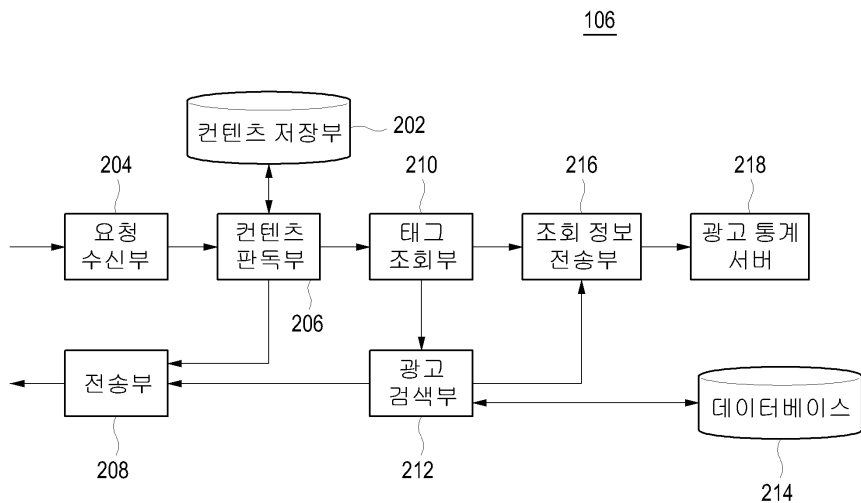 106
컨텐츠 저장부
202
204
210
216
218
요청
수신부
컨텐츠
판독부
태그
조회부
조회 정보
전송부
광고 통계
서버
206
전송부
광고
검색부
데이터베이스
208
212
214